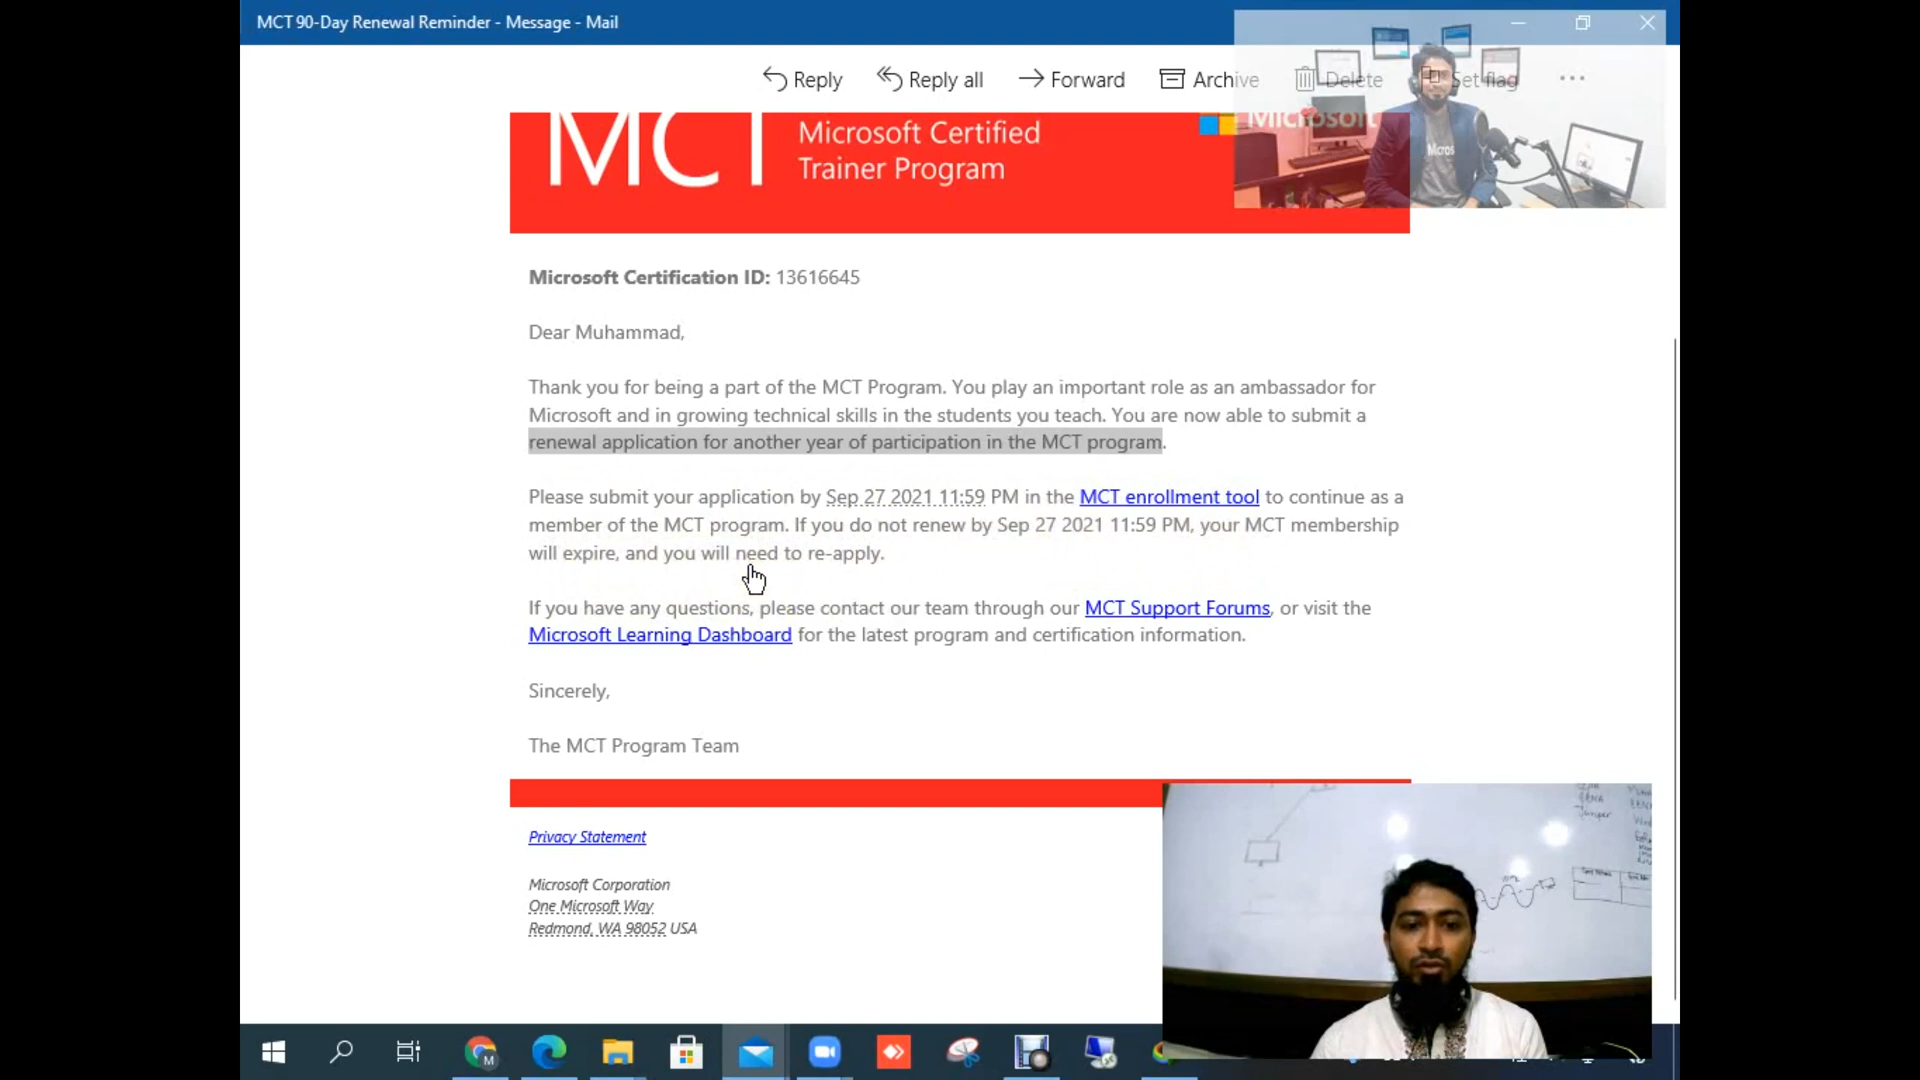 MCT 90-Day Renewal Reminder - Message - Mail
Reply
Reply all
Forward
Archive
Delete
Set flag
MCT
Microsoft Certified
Trainer Program
Microsoft
Micros
Microsoft Certification ID: 13616645
Dear Muhammad,
Thank you for being a part of the MCT Program. You play an important role as an ambassador for
Microsoft and in growing technical skills in the students you teach. You are now able to submit a
renewal application for another year of participation in the MCT program.
Please submit your application by Sep 27 2021 11:59 PM in the MCT enrollment tool to continue as a
member of the MCT program. If you do not renew by Sep 27 2021 11:59 PM, your MCT membership
will expire, and you will need to re-apply.
If you have any questions, please contact our team through our MCT Support Forums, or visit the
Microsoft Learning Dashboard for the latest program and certification information.
Sincerely,
The MCT Program Team
Privacy Statement
Microsoft Corporation
One Microsoft Way
Redmond, WA 98052 USA
M